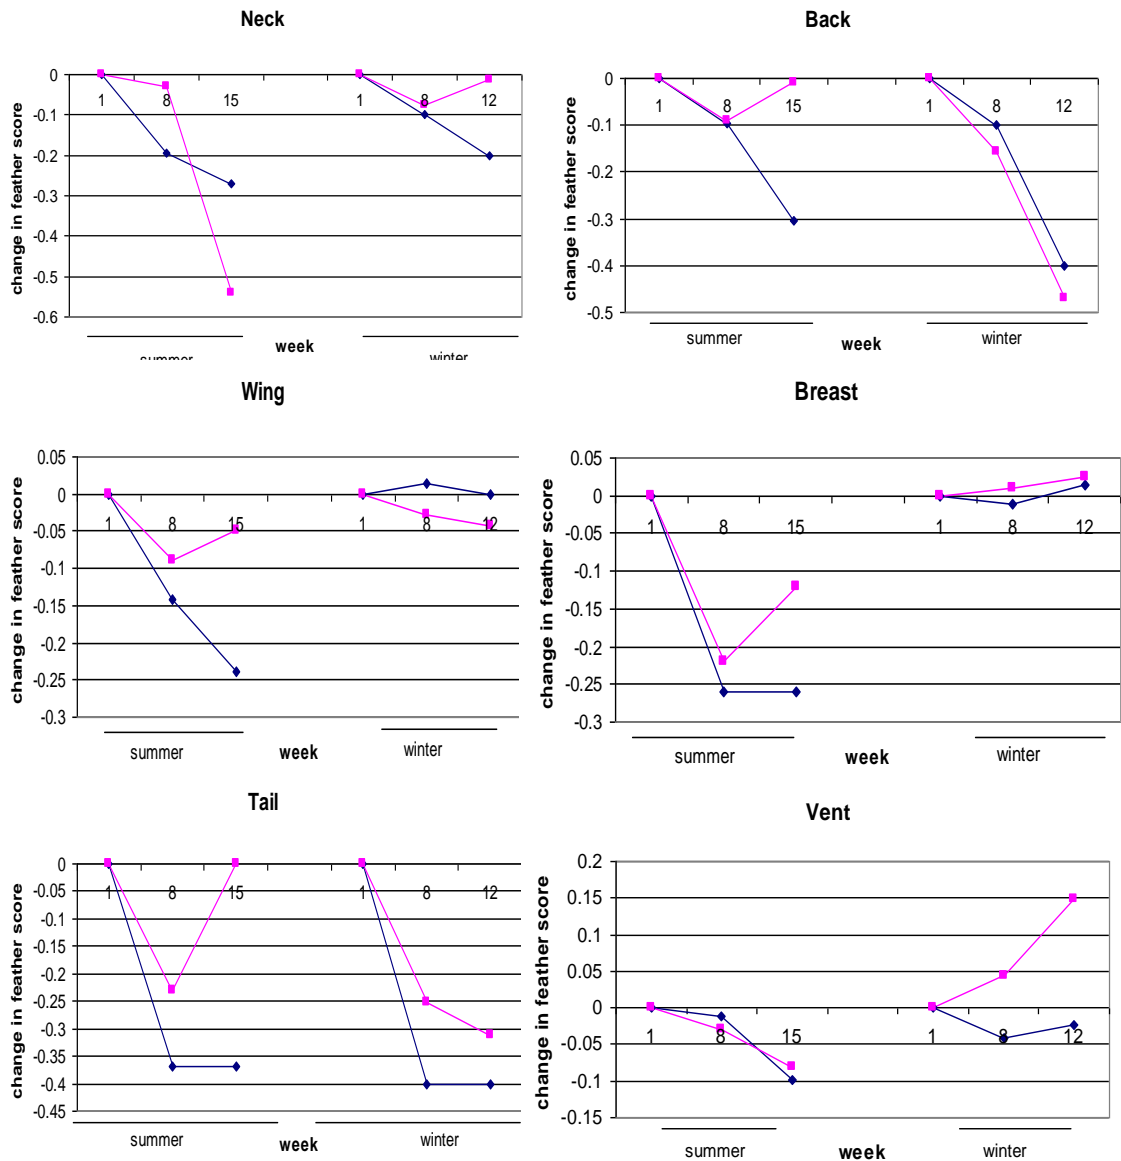 Neck
change in feather score
0
-0.1
-0.2
-0.3
-0.4
-0.5
-0.6
1 8 15 1 8 12
summer week winter
Back
change in feather score
0
-0.1
-0.2
-0.3
-0.4
-0.5
1 8 15 1 8 12
summer week winter
Wing
change in feather score
0.05
0
-0.05
-0.1
-0.15
-0.2
-0.25
-0.3
1 8 15 1 8 12
summer week winter
Breast
change in feather score
0.05
0
-0.05
-0.1
-0.15
-0.2
-0.25
-0.3
1 8 15 1 8 12
summer week winter
Tail
change in feather score
0
-0.05
-0.1
-0.15
-0.2
-0.25
-0.3
-0.35
-0.4
-0.45
1 8 15 1 8 12
summer week winter
Vent
change in feather score
0.2
0.15
0.1
0.05
0
-0.05
-0.1
-0.15
1 8 15 1 8 12
summer week winter